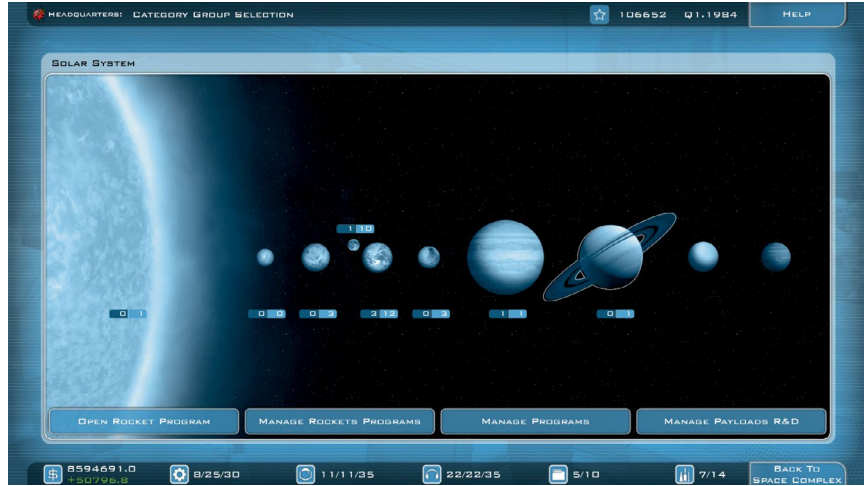 Headquarters: Category Group Selection
106652 Q1.1984
Help
Solar System
1 10
0 1
0 0
0 3
3 12
0 3
1 1
0 1
Open Rocket Program
Manage Rockets Programs
Manage Programs
Manage Payloads R&D
8594691.0
+50796.8
8/25/30
11/11/35
22/22/35
5/10
7/14
Back To
Space Complex